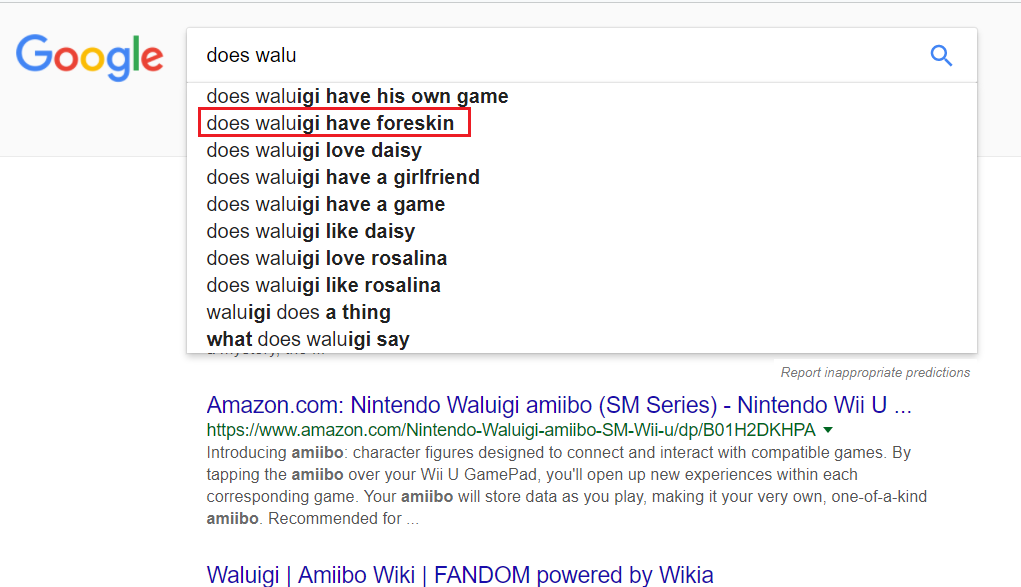 Google
does walu
does waluigi have his own game
does waluigi have foreskin
does waluigi love daisy
does waluigi have a girlfriend
does waluigi have a game
does waluigi like daisy
does waluigi love rosalina
does waluigi like rosalina
waluigi does a thing
what does waluigi say
Report inappropriate predictions
Amazon.com: Nintendo Waluigi amiibo (SM Series) - Nintendo Wii U ...
https://www.amazon.com/Nintendo-Waluigi-amiibo-SM-Wii-u/dp/B01H2DKHPA
Introducing amiibo: character figures designed to connect and interact with compatible games. By
tapping the amiibo over your Wii U GamePad, you'll open up new experiences within each
corresponding game. Your amiibo will store data as you play, making it your very own, one-of-a-kind
amiibo. Recommended for ...
Waluigi | Amiibo Wiki | FANDOM powered by Wikia